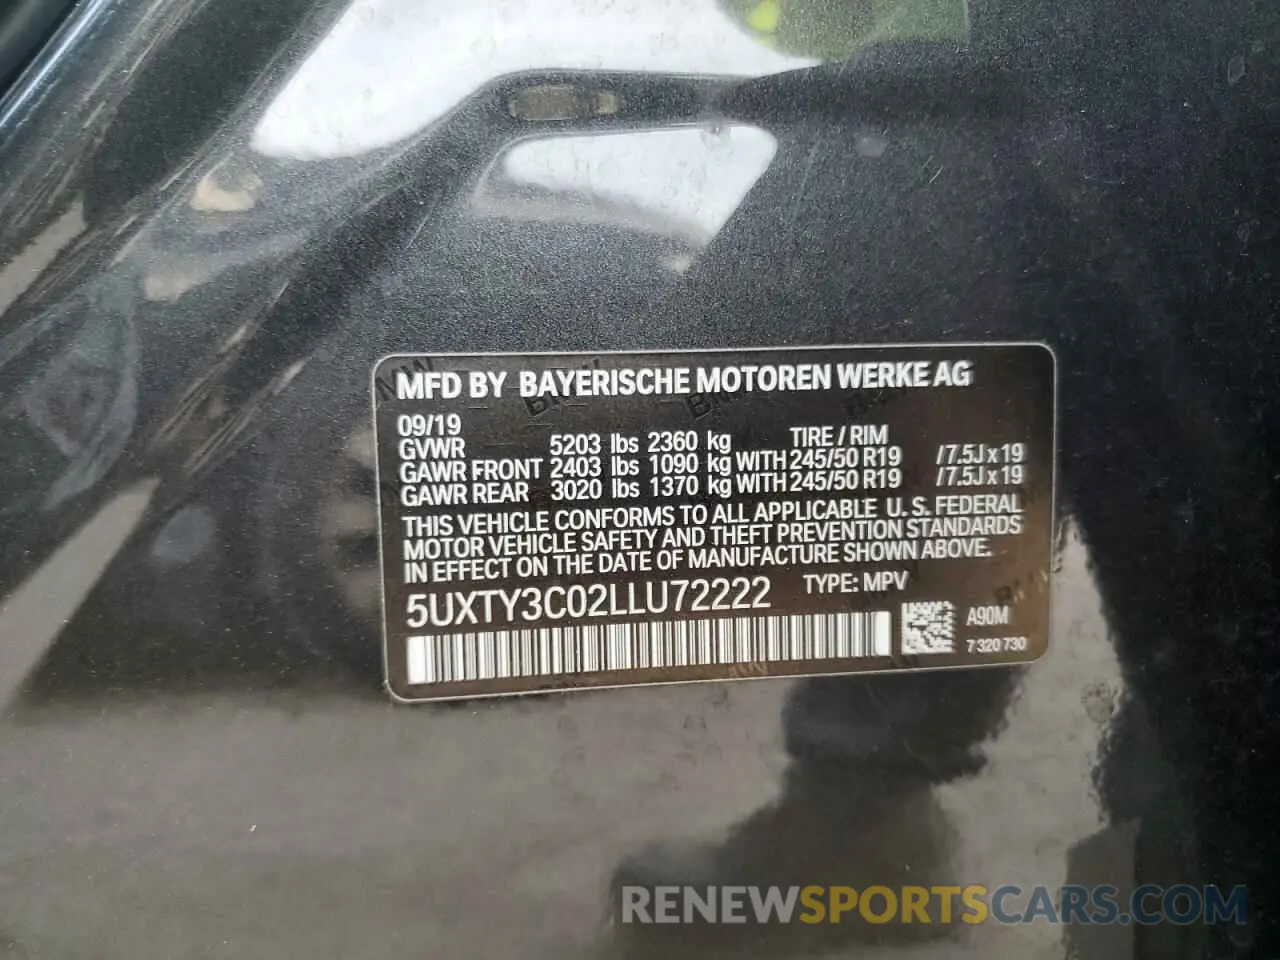 MFD BY BAYERISCHE MOTOREN WERKE AG
09/19
GVWR 5203 lbs 2360 kg TIRE / RIM
GAWR FRONT 2403 lbs 1090 kg WITH 245/50 R19 /7.5J x 19
GAWR REAR 3020 lbs 1370 kg WITH 245/50 R19 /7.5J x 19
THIS VEHICLE CONFORMS TO ALL APPLICABLE U. S. FEDERAL
MOTOR VEHICLE SAFETY AND THEFT PREVENTION STANDARDS
IN EFFECT ON THE DATE OF MANUFACTURE SHOWN ABOVE.
5UXTY3C02LLU72222 TYPE: MPV
A90M
7 320 730
RENEWSPORTSCARS.COM